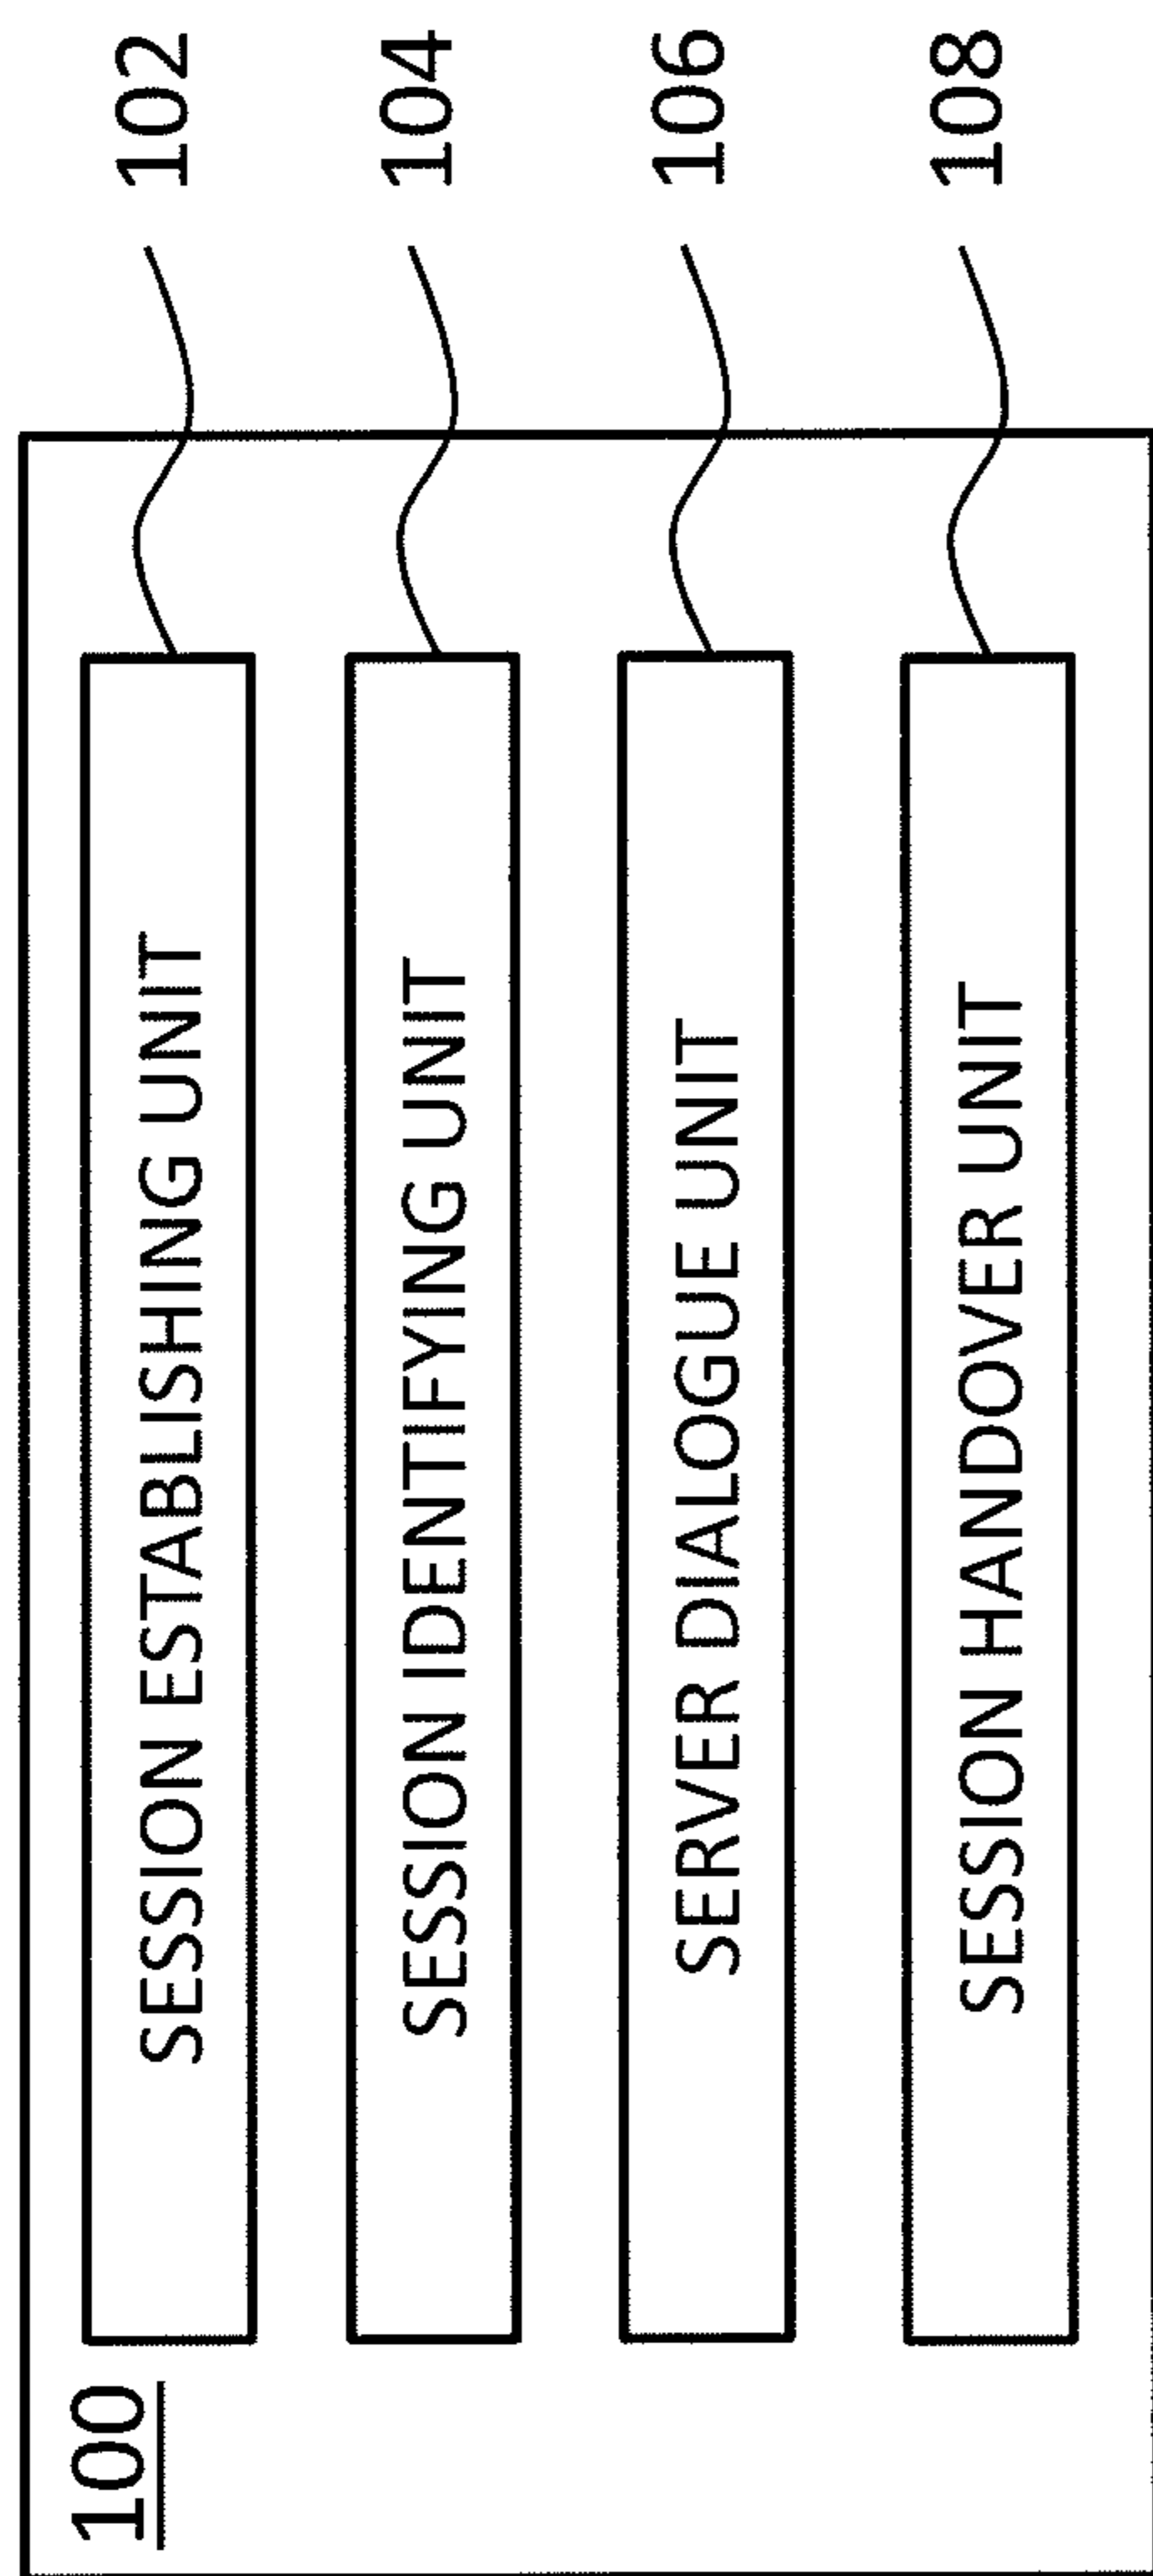 100
SESSION ESTABLISHING UNIT
102
SESSION IDENTIFYING UNIT
104
SERVER DIALOGUE UNIT
106
SESSION HANDOVER UNIT
108